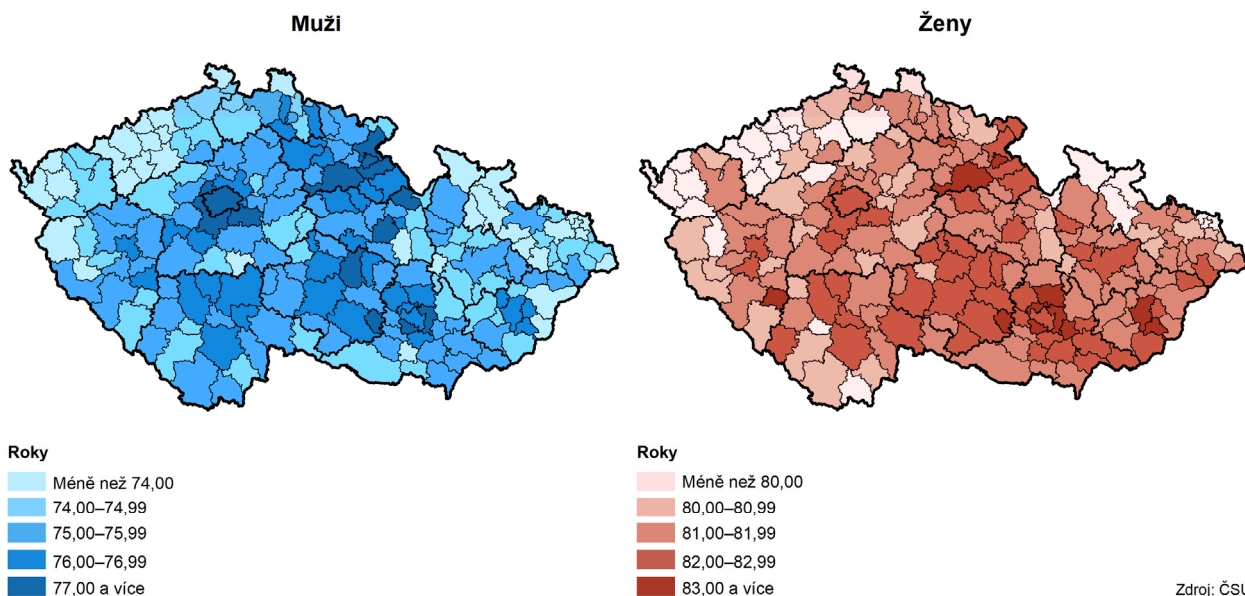 Muži
Ženy
Roky
Méně než 74,00
74,00–74,99
75,00–75,99
76,00–76,99
77,00 a více
Roky
Méně než 80,00
80,00–80,99
81,00–81,99
82,00–82,99
83,00 a více
Zdroj: ČSÚ